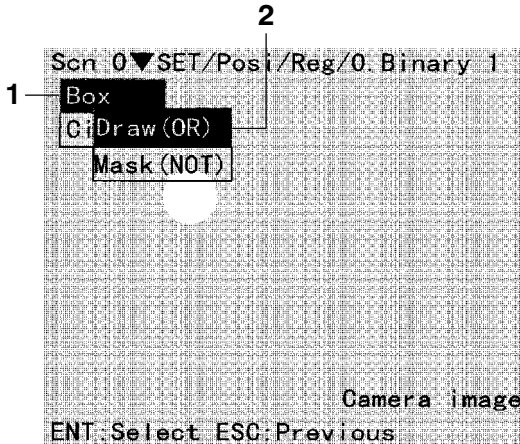 2
Scn 0▼SET/Posi/Reg/0.Binary 1
1
Box
Ci
Draw(OR)
Mask(NOT)
Camera image
ENT:Select ESC:Previous